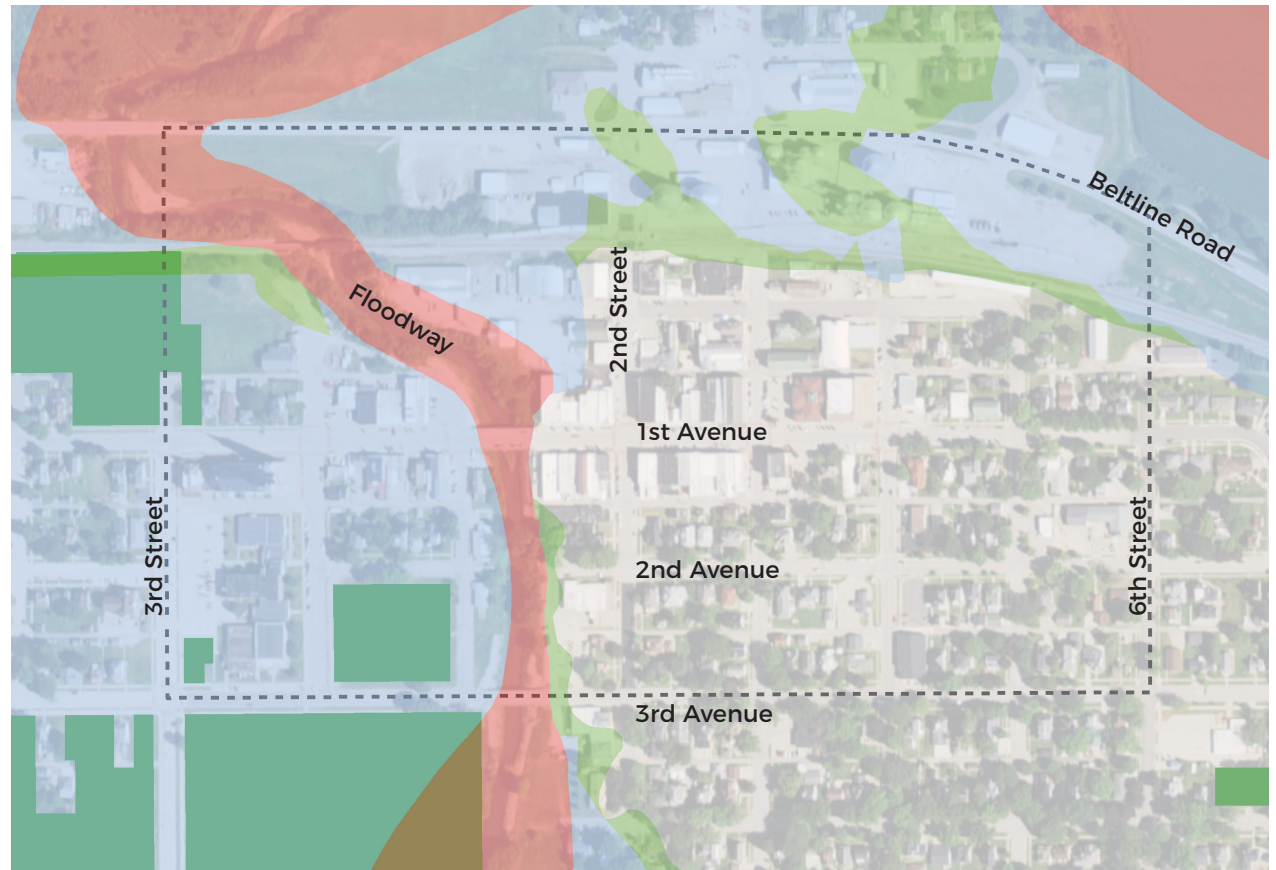 Beltline Road
2nd Street
Floodway
1st Avenue
3rd Street
2nd Avenue
6th Street
3rd Avenue